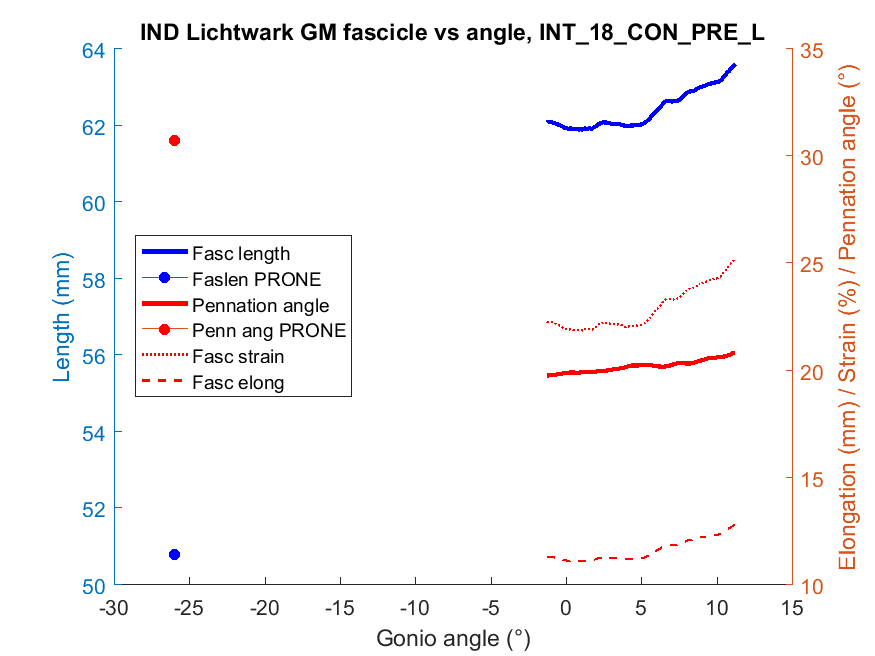 IND Lichtwark GM fascicle vs angle, INT_18_CON_PRE_L
Length (mm)
64
62
60
58
56
54
52
50
Fasc length
Faslen PRONE
Pennation angle
Penn ang PRONE
Fasc strain
Fasc elong
35
30
25
20
15
10
Elongation (mm) / Strain (%) / Pennation angle (°)
-30 -25 -20 -15 -10 -5 0 5 10 15
Gonio angle (°)